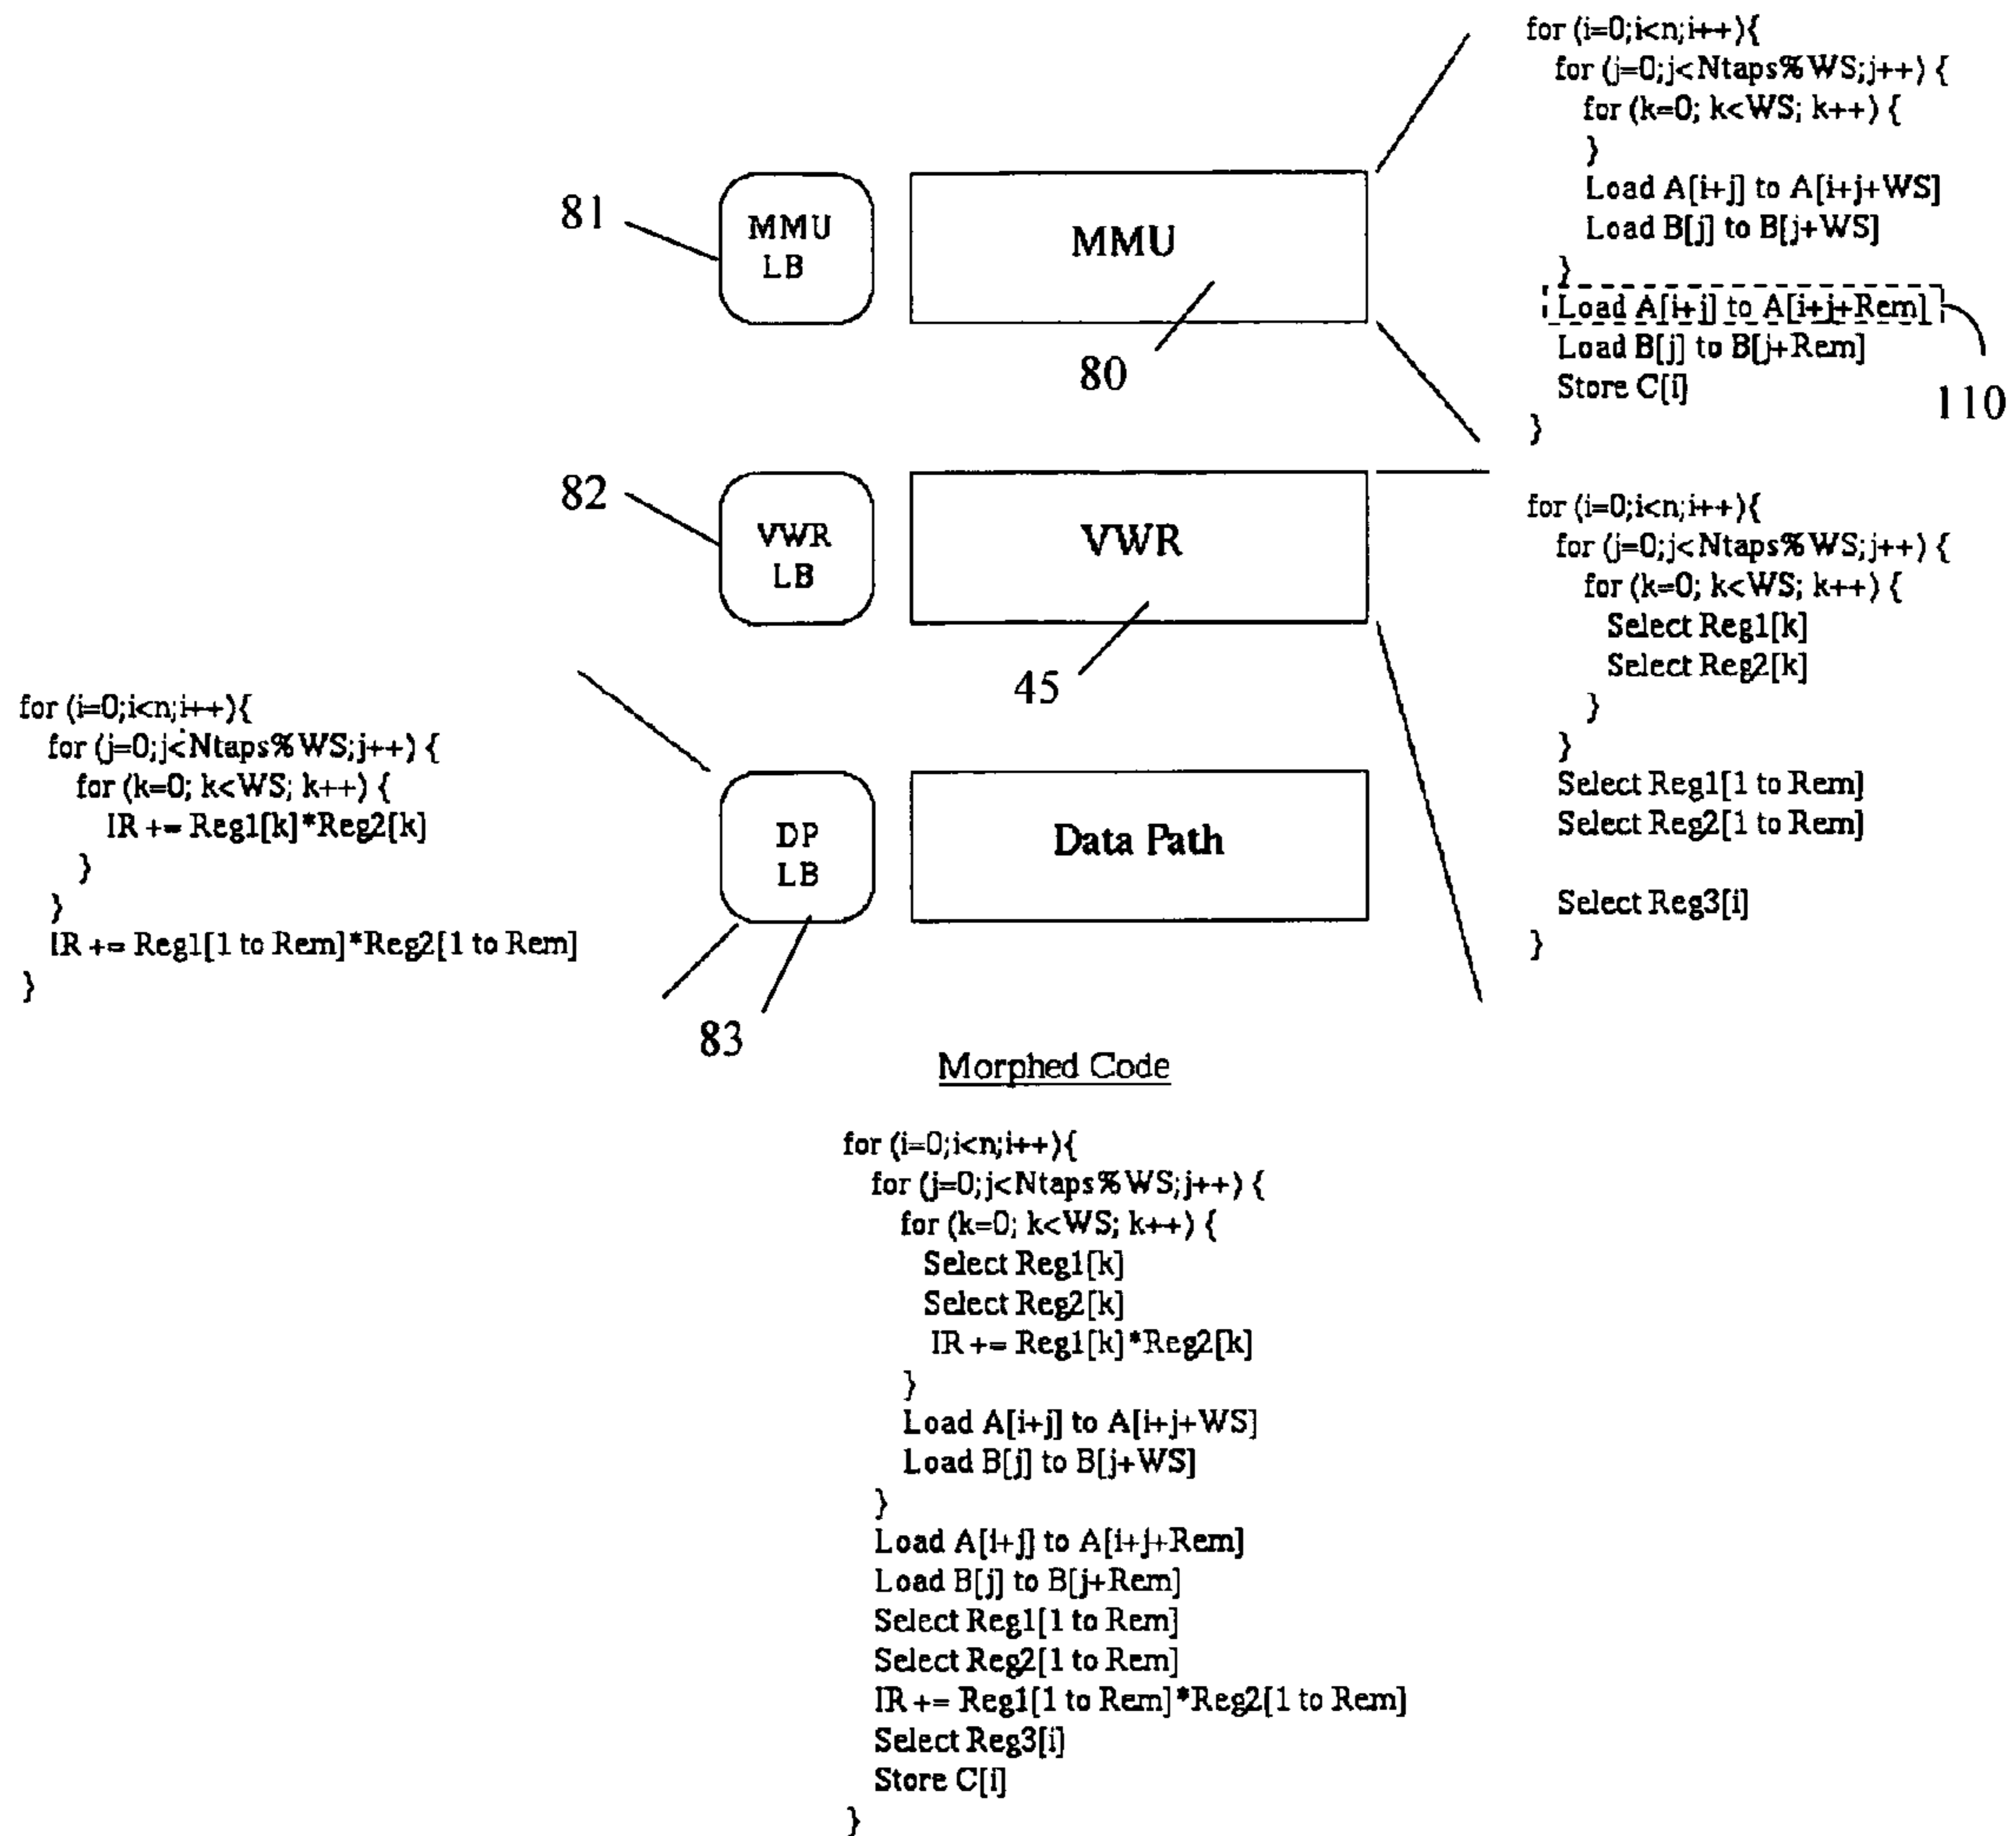 for (i=0;i<n;i++){
for (j=0;j<Ntaps%WS;j++) {
for (k=0; k<WS; k++) {
}
Load A[i+j] to A[i+j+WS]
Load B[j] to B[j+WS]
}
Load A[i+j] to A[i+j+Rem]
Load B[j] to B[j+Rem]
Store C[i]
}
110
81
MMU
LB
MMU
80
82
VWR
LB
VWR
45
for (i=0;i<n;i++){
for (j=0;j<Ntaps%WS;j++) {
for (k=0; k<WS; k++) {
Select Reg1[k]
Select Reg2[k]
}
}
Select Reg1[1 to Rem]
Select Reg2[1 to Rem]
Select Reg3[i]
}
for (i=0;i<n;i++){
for (j=0;j<Ntaps%WS;j++) {
for (k=0; k<WS; k++) {
IR += Reg1[k]*Reg2[k]
}
}
IR += Reg1[1 to Rem]*Reg2[1 to Rem]
}
DP
LB
Data Path
83
Morphed Code
for (i=0;i<n;i++){
for (j=0;j<Ntaps%WS;j++) {
for (k=0; k<WS; k++) {
Select Reg1[k]
Select Reg2[k]
IR += Reg1[k]*Reg2[k]
}
Load A[i+j] to A[i+j+WS]
Load B[j] to B[j+WS]
}
Load A[i+j] to A[i+j+Rem]
Load B[j] to B[j+Rem]
Select Reg1[1 to Rem]
Select Reg2[1 to Rem]
IR += Reg1[1 to Rem]*Reg2[1 to Rem]
Select Reg3[i]
Store C[i]
}